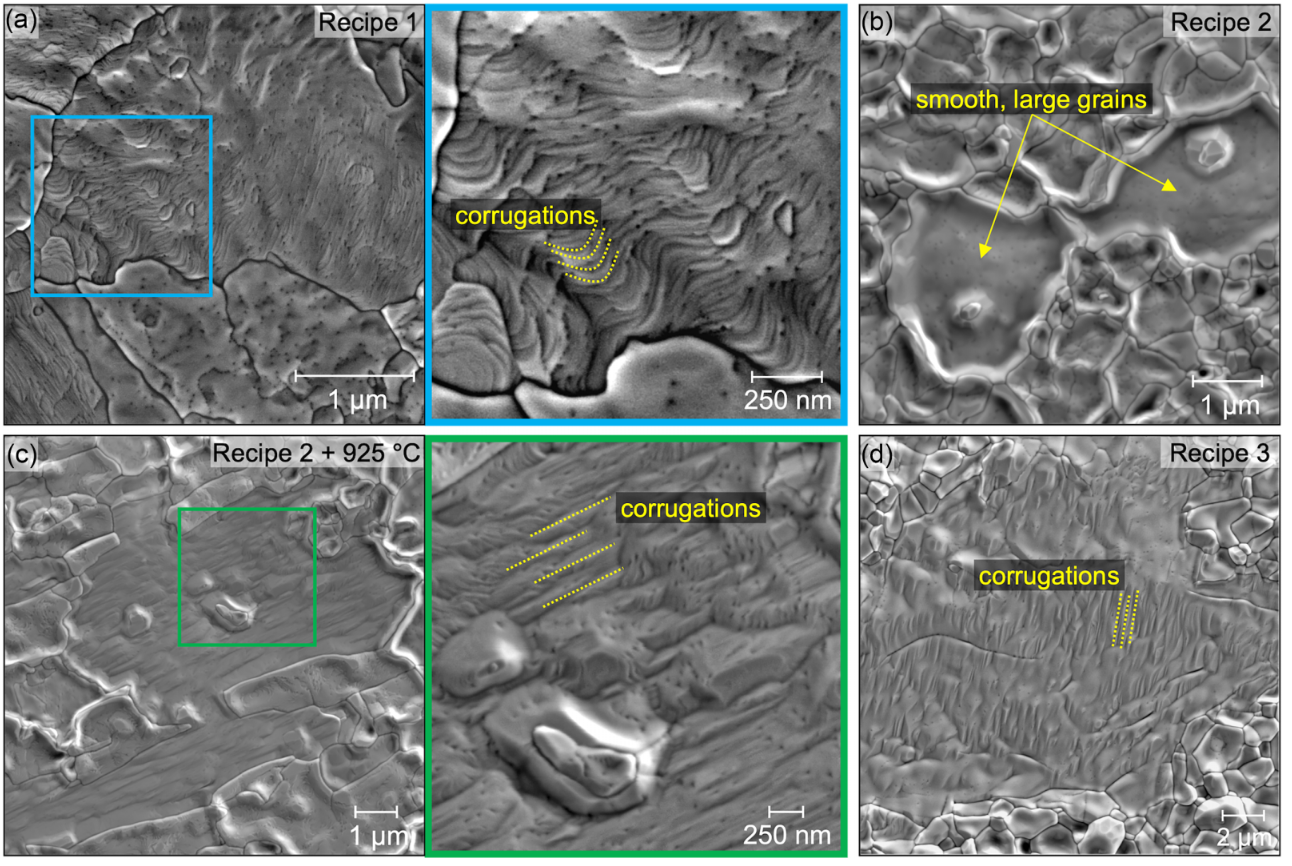 (a)
Recipe 1
corrugations
1 µm
250 nm
(b)
Recipe 2
smooth, large grains
1 µm
(c)
Recipe 2 + 925 °C
corrugations
1 µm
250 nm
(d)
Recipe 3
corrugations
2 µm